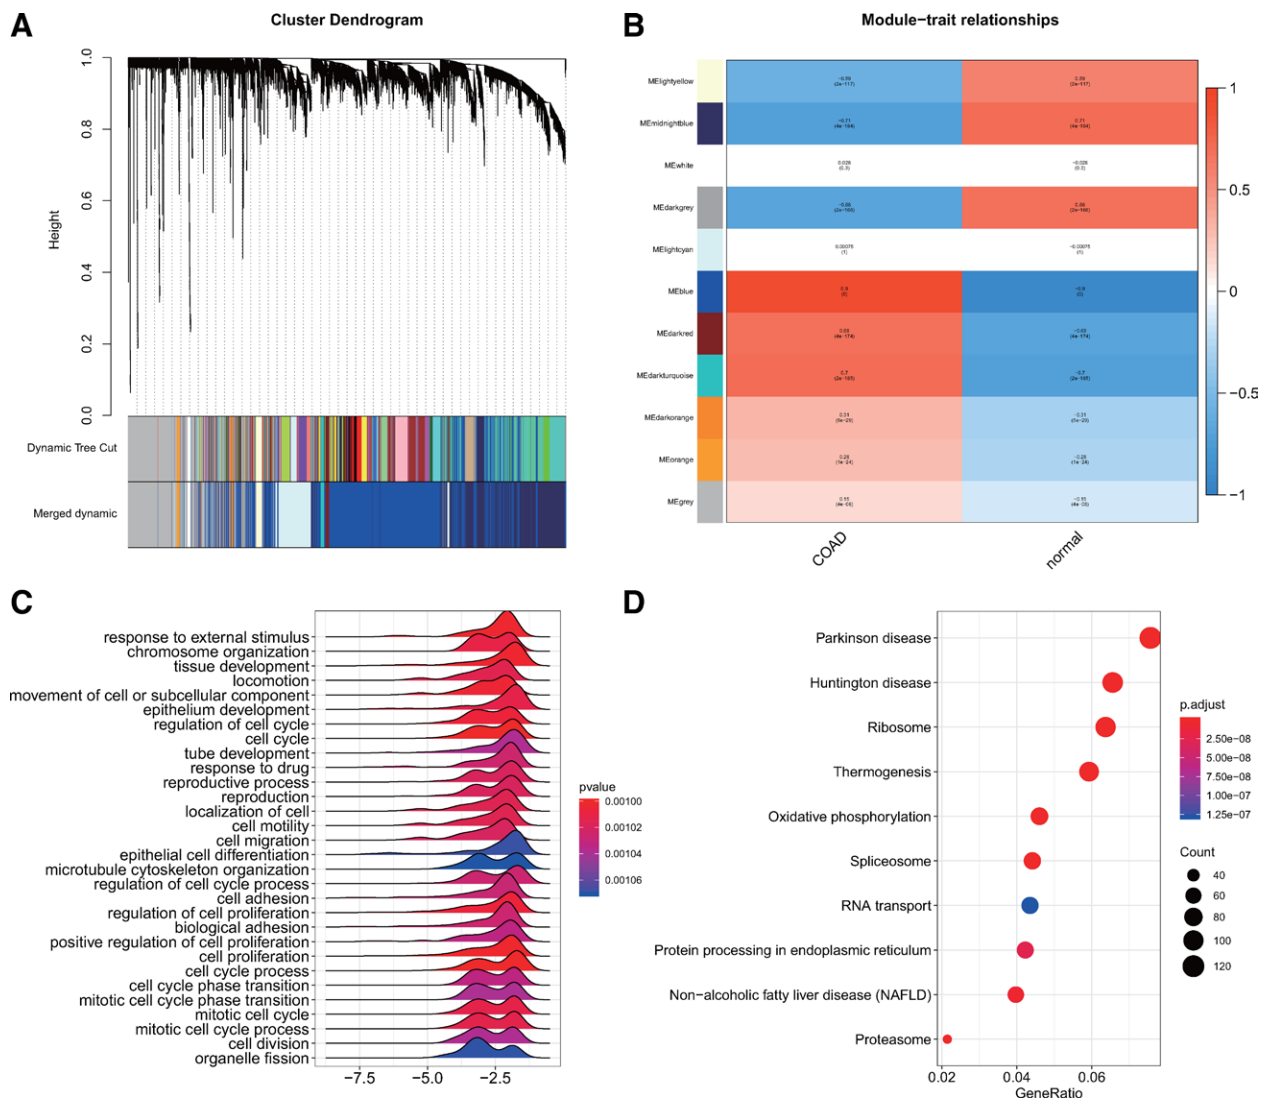 A
Cluster Dendrogram
Height
1.0
0.8
0.6
0.4
0.2
0.0
Dynamic Tree Cut
Merged dynamic
B
Module-trait relationships
MElightyellow
MEmidnightblue
MEwhite
MEdarkgrey
MElightcyan
MEblue
MEdarkred
MEdarkturquoise
MEdarkorange
MEorange
MEgrey
COAD
normal
1
0.5
0
−0.5
−1
C
response to external stimulus
chromosome organization
tissue development
locomotion
movement of cell or subcellular component
epithelium development
regulation of cell cycle
cell cycle
tube development
response to drug
reproductive process
reproduction
localization of cell
cell motility
cell migration
epithelial cell differentiation
microtubule cytoskeleton organization
regulation of cell cycle process
cell adhesion
regulation of cell proliferation
biological adhesion
positive regulation of cell proliferation
cell proliferation
cell cycle process
cell cycle phase transition
mitotic cell cycle phase transition
mitotic cell cycle
mitotic cell cycle process
cell division
organelle fission
−7.5
−5.0
−2.5
pvalue
0.00100
0.00102
0.00104
0.00106
D
Parkinson disease
Huntington disease
Ribosome
Thermogenesis
Oxidative phosphorylation
Spliceosome
RNA transport
Protein processing in endoplasmic reticulum
Non-alcoholic fatty liver disease (NAFLD)
Proteasome
0.02
0.04
0.06
GeneRatio
p.adjust
2.50e−08
5.00e−08
7.50e−08
1.00e−07
1.25e−07
Count
40
60
80
100
120